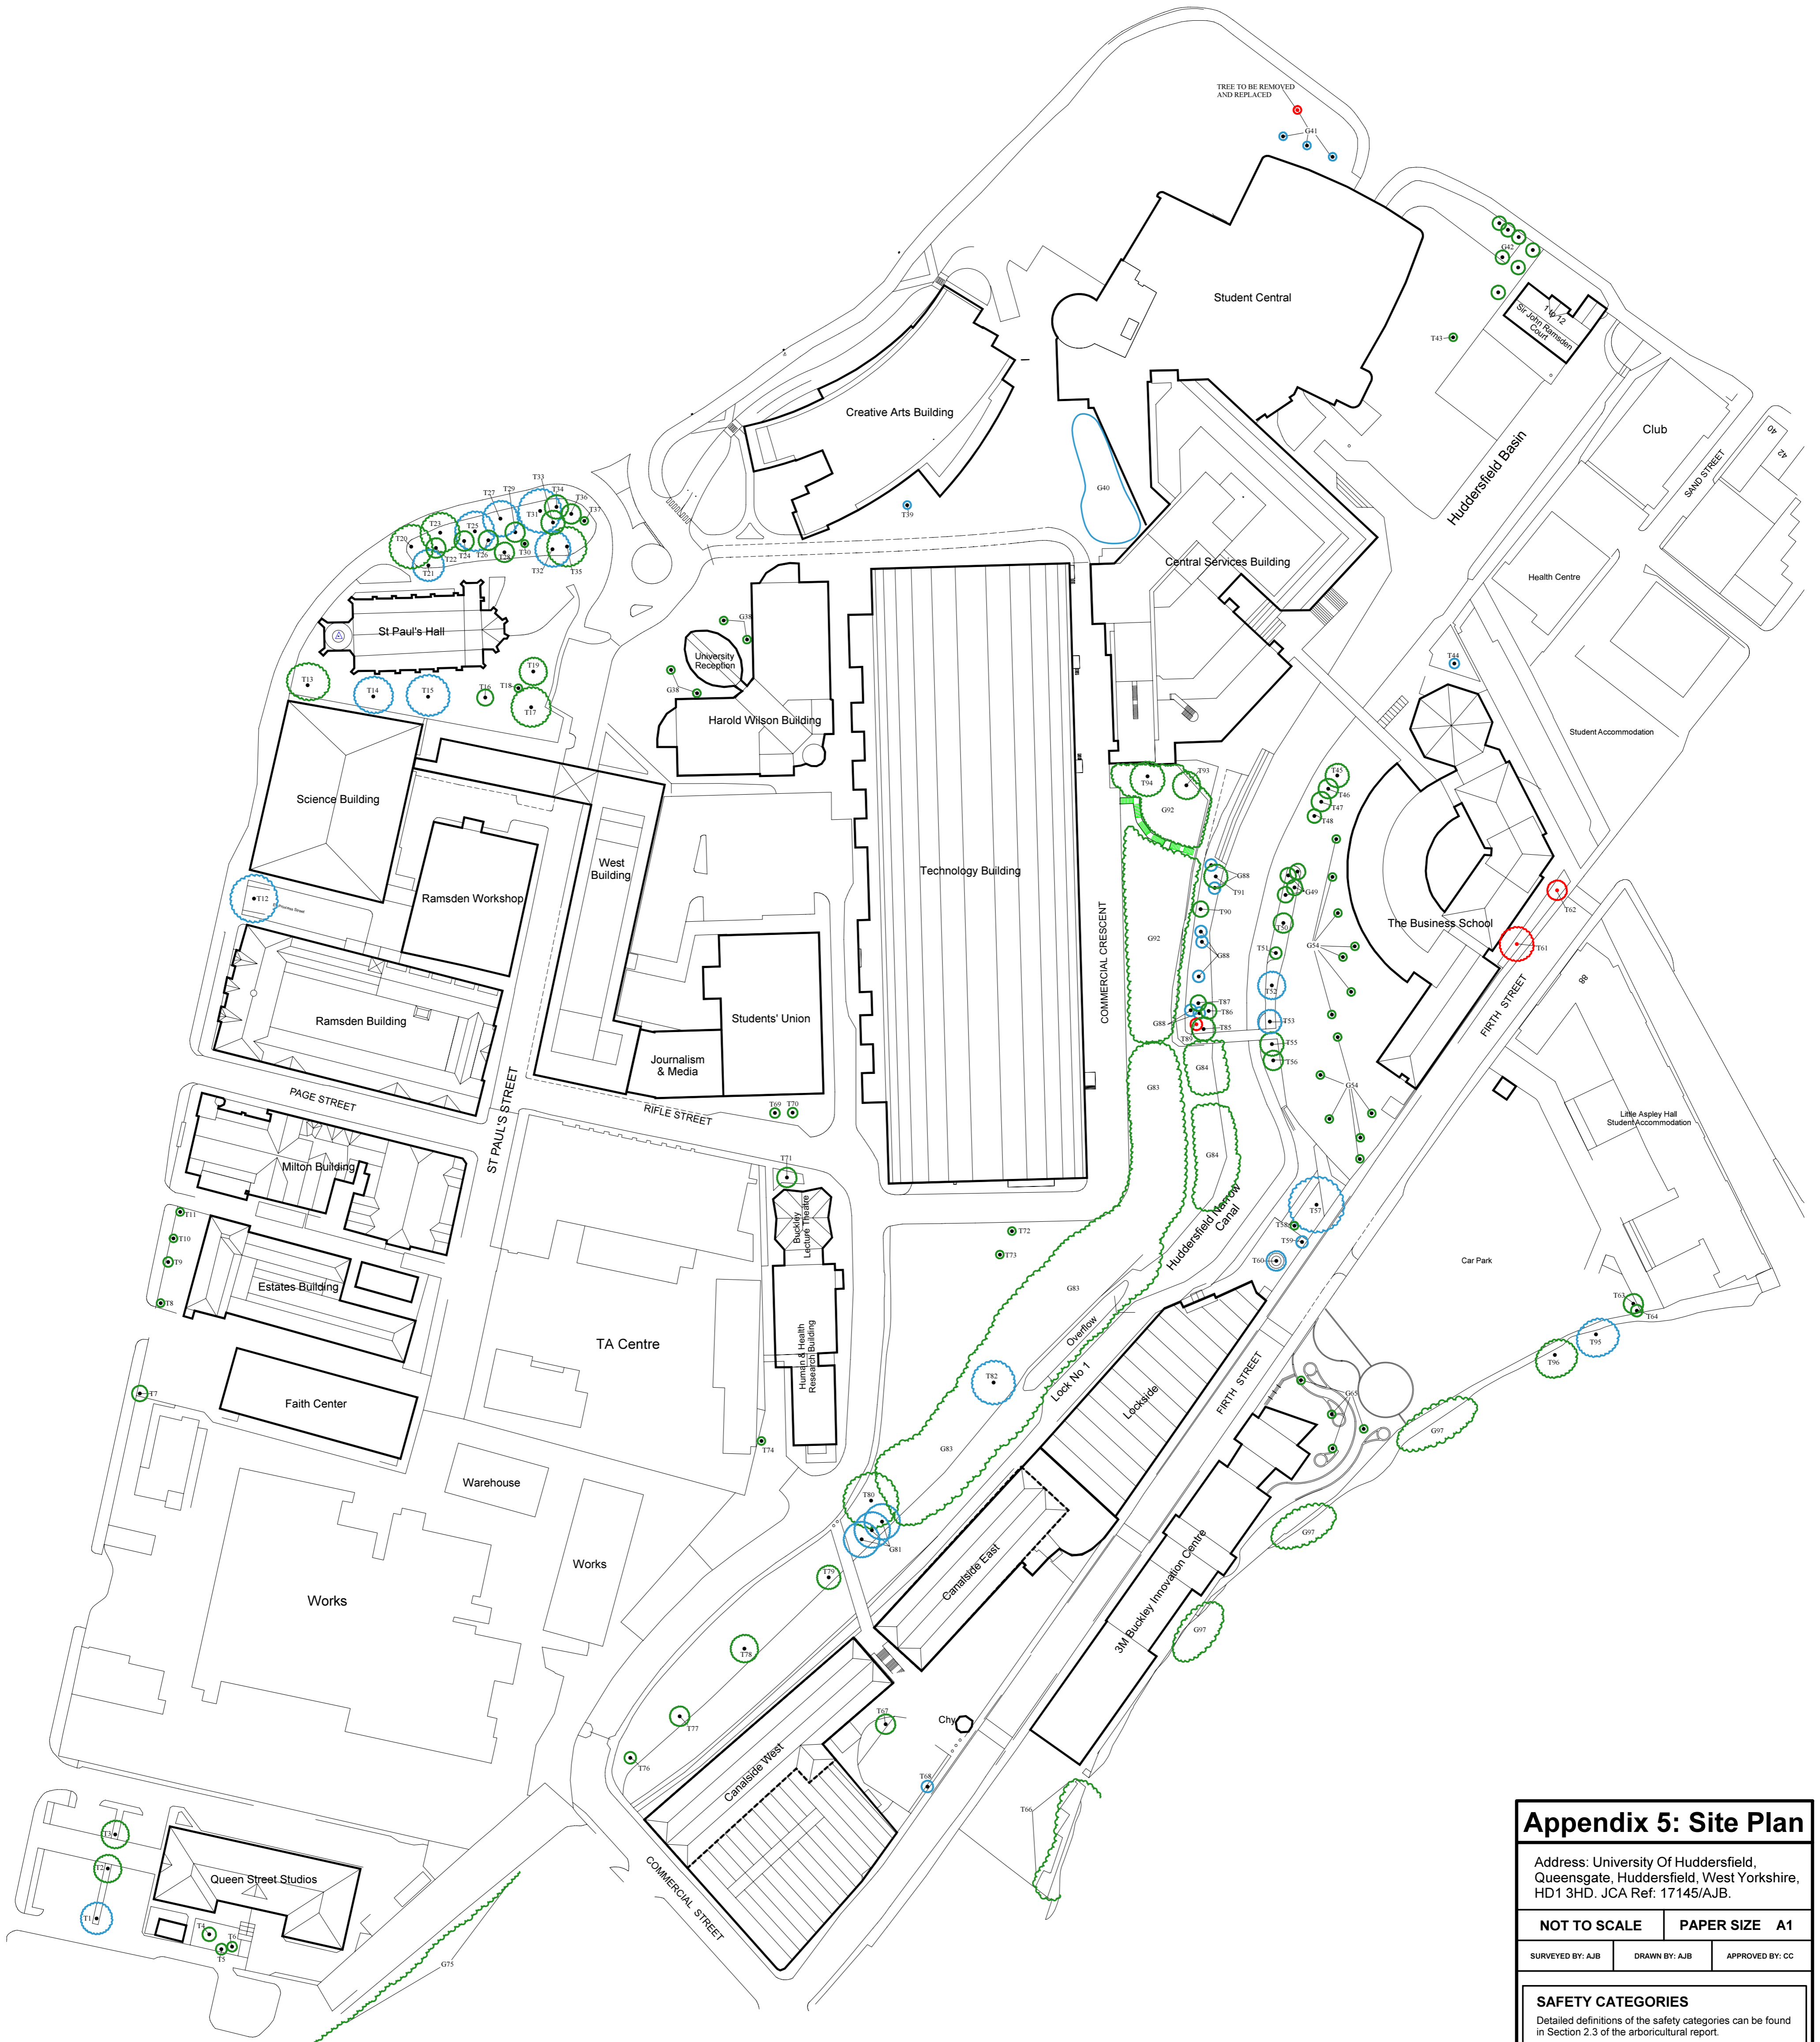 TREE TO BE REMOVED
AND REPLACED
G41
Student Central
G42
11 to 12
Sir John Ramsden
Court
T43
Creative Arts Building
Club
SAND STREET
40
42
Huddersfield Basin
G40
T39
T33
T27
T29
T34
T36
T31
T37
T23
T25
T20
T22
T24
T26
T28
T30
T21
T32
T35
Central Services Building
Health Centre
St Paul's Hall
G38
University
Reception
G38
T44
T13
T14
T15
T16
T18
T19
T17
Harold Wilson Building
Student Accommodation
Science Building
T94
T93
G92
T45
T46
T47
T48
West
Building
Technology Building
Ramsden Workshop
T12
G88
T91
G49
T90
T50
The Business School
T62
T61
G92
T51
G54
G88
T52
FIRTH STREET
88
COMMERCIAL CRESCENT
Ramsden Building
Students' Union
T87
T86
G88
T85
T89
T53
T55
T56
Journalism
& Media
G83
G84
G54
PAGE STREET
ST PAUL'S STREET
RIFLE STREET
T69
T70
Little Aspley Hall
Student Accommodation
Milton Building
T71
G84
Buckley
Lecture Theatre
T11
T10
T9
T8
T72
T73
Huddersfield Narrow
Canal
T57
T58
T59
T60
Car Park
Estates Building
G83
TA Centre
Human & Health
Research Building
Overflow
T63
T64
T95
T96
T7
Faith Center
T82
Lock No 1
Lockside
FIRTH STREET
G65
G97
T74
G83
Warehouse
T80
G81
G97
Works
Works
T79
Canalside East
3M Buckley Innovation Centre
G97
T78
T77
T67
Chy
T76
Canalside West
T68
T66
T3
T2
T1
Queen Street Studios
T4
T5
T6
G75
COMMERCIAL STREET
Appendix 5: Site Plan
Address: University Of Huddersfield,
Queensgate, Huddersfield, West Yorkshire,
HD1 3HD. JCA Ref: 17145/AJB.
NOT TO SCALE
PAPER SIZE A1
SURVEYED BY: AJB
DRAWN BY: AJB
APPROVED BY: CC
SAFETY CATEGORIES
Detailed definitions of the safety categories can be found
in Section 2.3 of the arboricultural report.